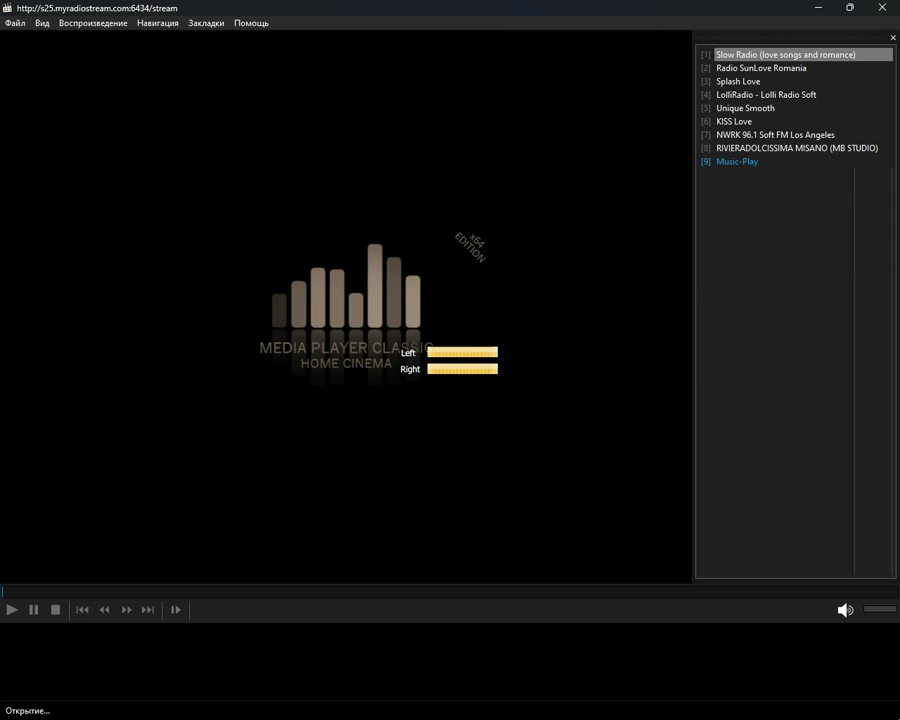 http://s25.myradiostream.com:6434/stream
Файл Вид Воспроизведение Навигация Закладки Помощь
[1] Slow Radio (love songs and romance)
[2] Radio SunLove Romania
[3] Splash Love
[4] LolliRadio - Lolli Radio Soft
[5] Unique Smooth
[6] KISS Love
[7] NWRK 96.1 Soft FM Los Angeles
[8] RIVIERADOLCISSIMA MISANO (MB STUDIO)
[9] Music-Play
x64
EDITION
MEDIA PLAYER CLASSIC
HOME CINEMA
Left
Right
Открытие...